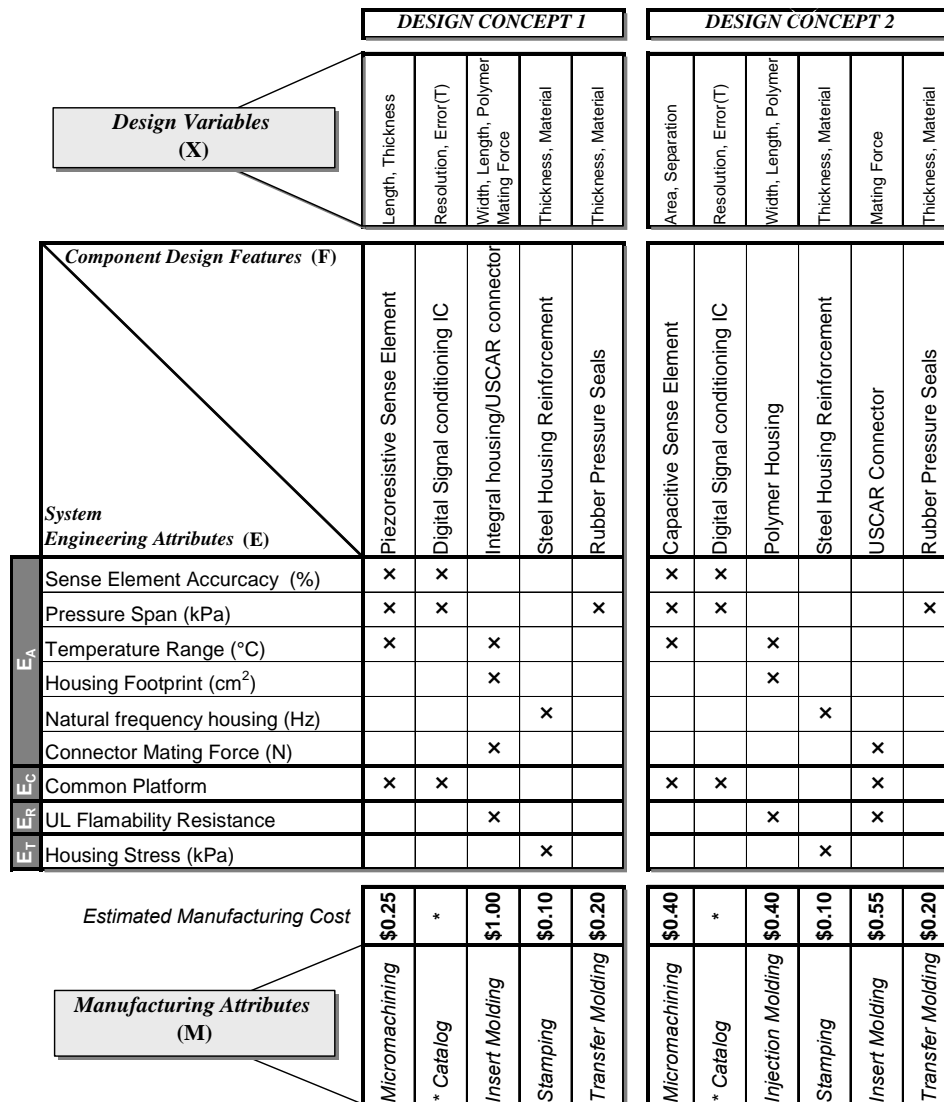 DESIGN CONCEPT 1
DESIGN CONCEPT 2
Design Variables
(X)
Length, Thickness
Resolution, Error(T)
Width, Length, Polymer
Mating Force
Thickness, Material
Thickness, Material
Area, Separation
Resolution, Error(T)
Width, Length, Polymer
Thickness, Material
Mating Force
Thickness, Material
Component Design Features (F)
System
Engineering Attributes (E)
Piezoresistive Sense Element
Digital Signal conditioning IC
Integral housing/USCAR connector
Steel Housing Reinforcement
Rubber Pressure Seals
Capacitive Sense Element
Digital Signal conditioning IC
Polymer Housing
Steel Housing Reinforcement
USCAR Connector
Rubber Pressure Seals
EA
Sense Element Accurcacy (%) × × × ×
Pressure Span (kPa) × × × × × ×
Temperature Range (°C) × × × ×
Housing Footprint (cm2) × ×
Natural frequency housing (Hz) × ×
Connector Mating Force (N) × ×
EC Common Platform × × × × ×
ER UL Flamability Resistance × × ×
ET Housing Stress (kPa) × ×
Estimated Manufacturing Cost $0.25 * $1.00 $0.10 $0.20 $0.40 * $0.40 $0.10 $0.55 $0.20
Manufacturing Attributes
(M)
Micromachining
* Catalog
Insert Molding
Stamping
Transfer Molding
Micromachining
* Catalog
Injection Molding
Stamping
Insert Molding
Transfer Molding